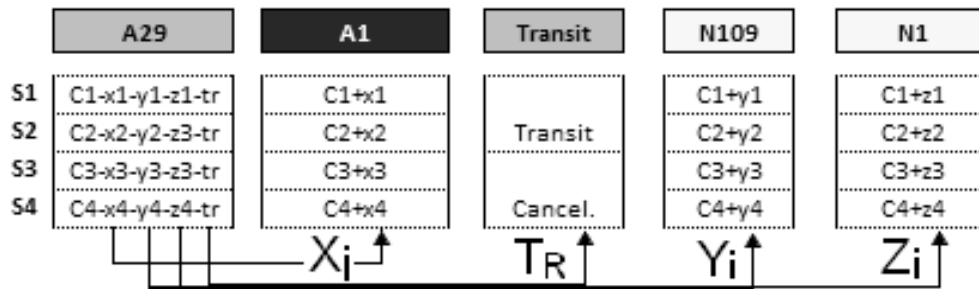 A29 A1 Transit N109 N1
S1 C1-x1-y1-z1-tr C1+x1 C1+y1 C1+z1
S2 C2-x2-y2-z3-tr C2+x2 Transit C2+y2 C2+z2
S3 C3-x3-y3-z3-tr C3+x3 C3+y3 C3+z3
S4 C4-x4-y4-z4-tr C4+x4 Cancel. C4+y4 C4+z4
Xi TR Yi Zi